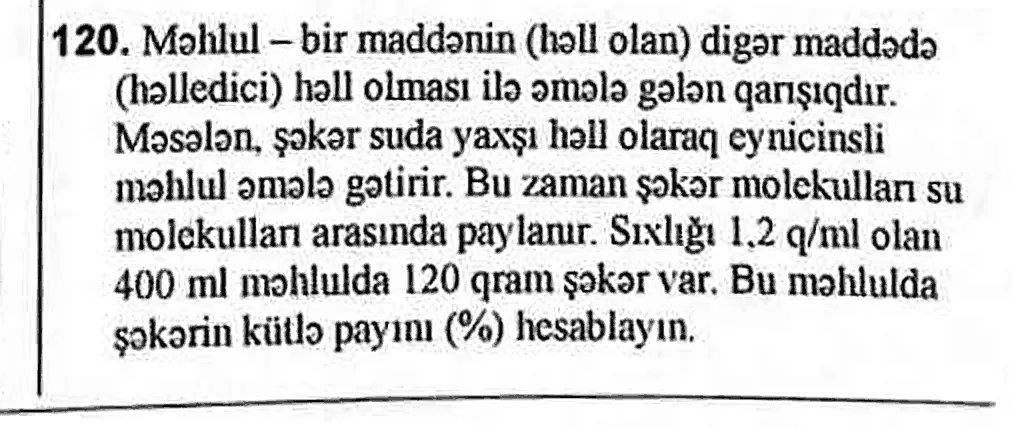 120. Məhlul – bir maddənin (həll olan) digər maddədə
(həlledici) həll olması ilə əmələ gələn qarışıqdır.
Məsələn, şəkər suda yaxşı həll olaraq eynicinsli
məhlul əmələ gətirir. Bu zaman şəkər molekulları su
molekulları arasında paylanır. Sıxlığı 1,2 q/ml olan
400 ml məhlulda 120 qram şəkər var. Bu məhlulda
şəkərin kütlə payını (%) hesablayın.